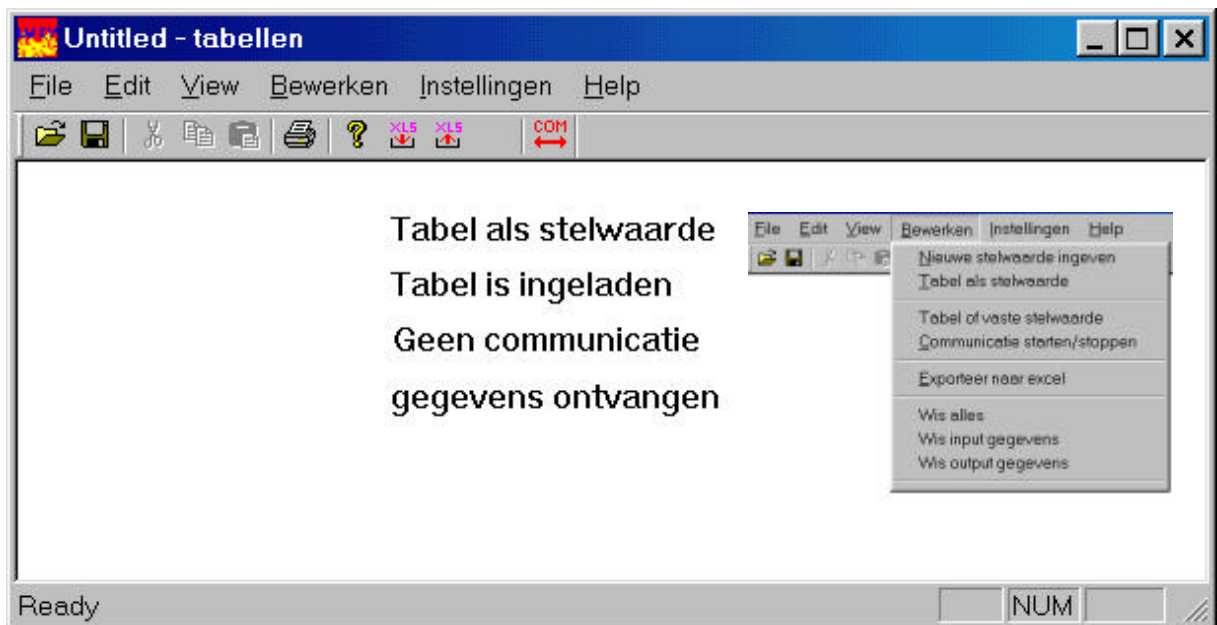 Untitled - tabellen
File Edit View Bewerken Instellingen Help
XLS XLS COM
Tabel als stelwaarde
Tabel is ingeladen
Geen communicatie
gegevens ontvangen
File Edit View Bewerken Instellingen Help
Nieuwe stelwaarde ingeven
Tabel als stelwaarde
Tabel of vaste stelwaarde
Communicatie starten/stoppen
Exporteer naar excel
Wis alles
Wis input gegevens
Wis output gegevens
Ready NUM